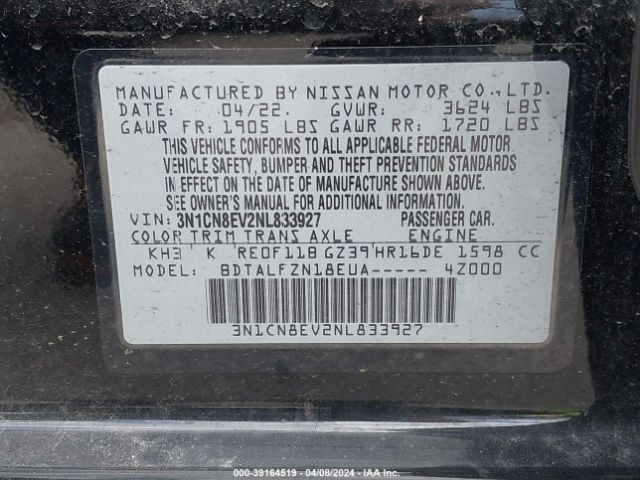 MANUFACTURED BY NISSAN MOTOR CO., LTD.
DATE: 04/22. GVWR: 3624 LBS
GAWR FR: 1905 LBS GAWR RR: 1720 LBS
THIS VEHICLE CONFORMS TO ALL APPLICABLE FEDERAL MOTOR
VEHICLE SAFETY, BUMPER AND THEFT PREVENTION STANDARDS
IN EFFECT ON THE DATE OF MANUFACTURE SHOWN ABOVE.
SEE OWNER'S MANUAL FOR ADDITIONAL INFORMATION.
VIN: 3N1CN8EV2NL833927 PASSENGER CAR.
COLOR TRIM TRANS AXLE ENGINE
KH3 K RE0F11B GZ39 HR16DE 1598 CC
MODEL: BDTALFZN18EUA----- 4Z000
3N1CN8EV2NL833927
000-39164519 - 04/08/2024 - IAA Inc.